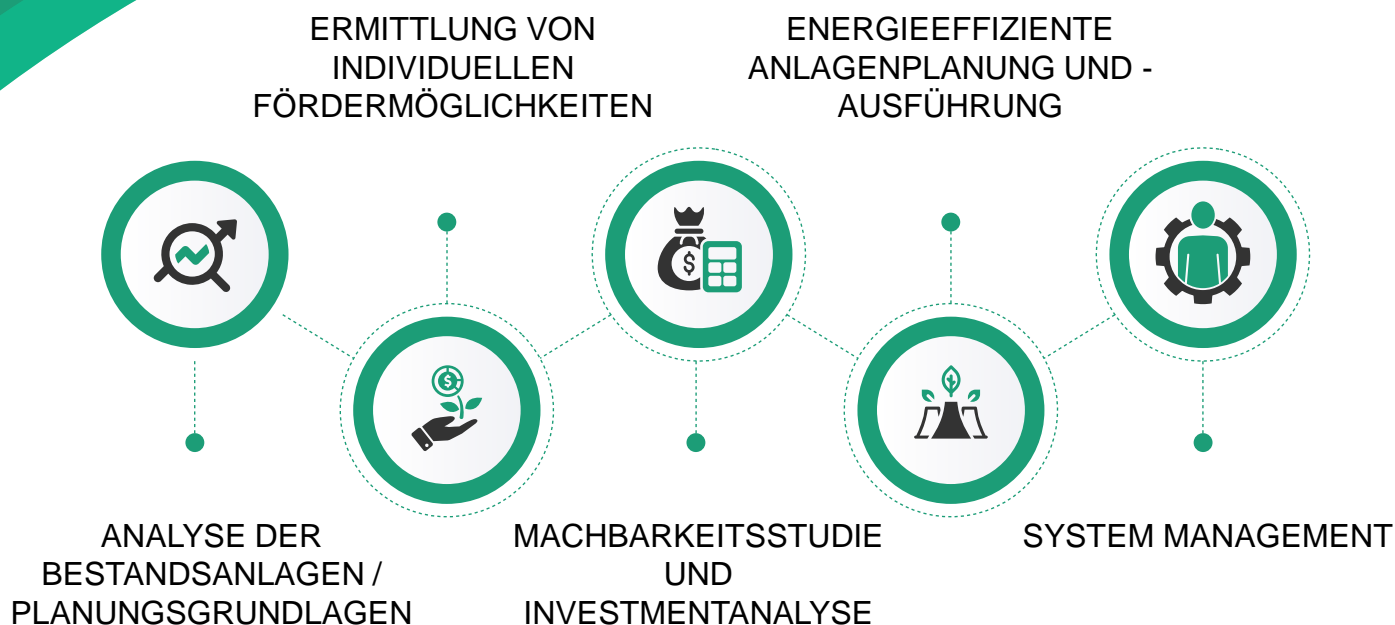 ERMITTLUNG VON
INDIVIDUELLEN
FÖRDERMÖGLICHKEITEN
ENERGIEEFFIZIENTE
ANLAGENPLANUNG UND -
AUSFÜHRUNG
$
$
ANALYSE DER
BESTANDSANLAGEN /
PLANUNGSGRUNDLAGEN
MACHBARKEITSSTUDIE
UND
INVESTMENTANALYSE
SYSTEM MANAGEMENT